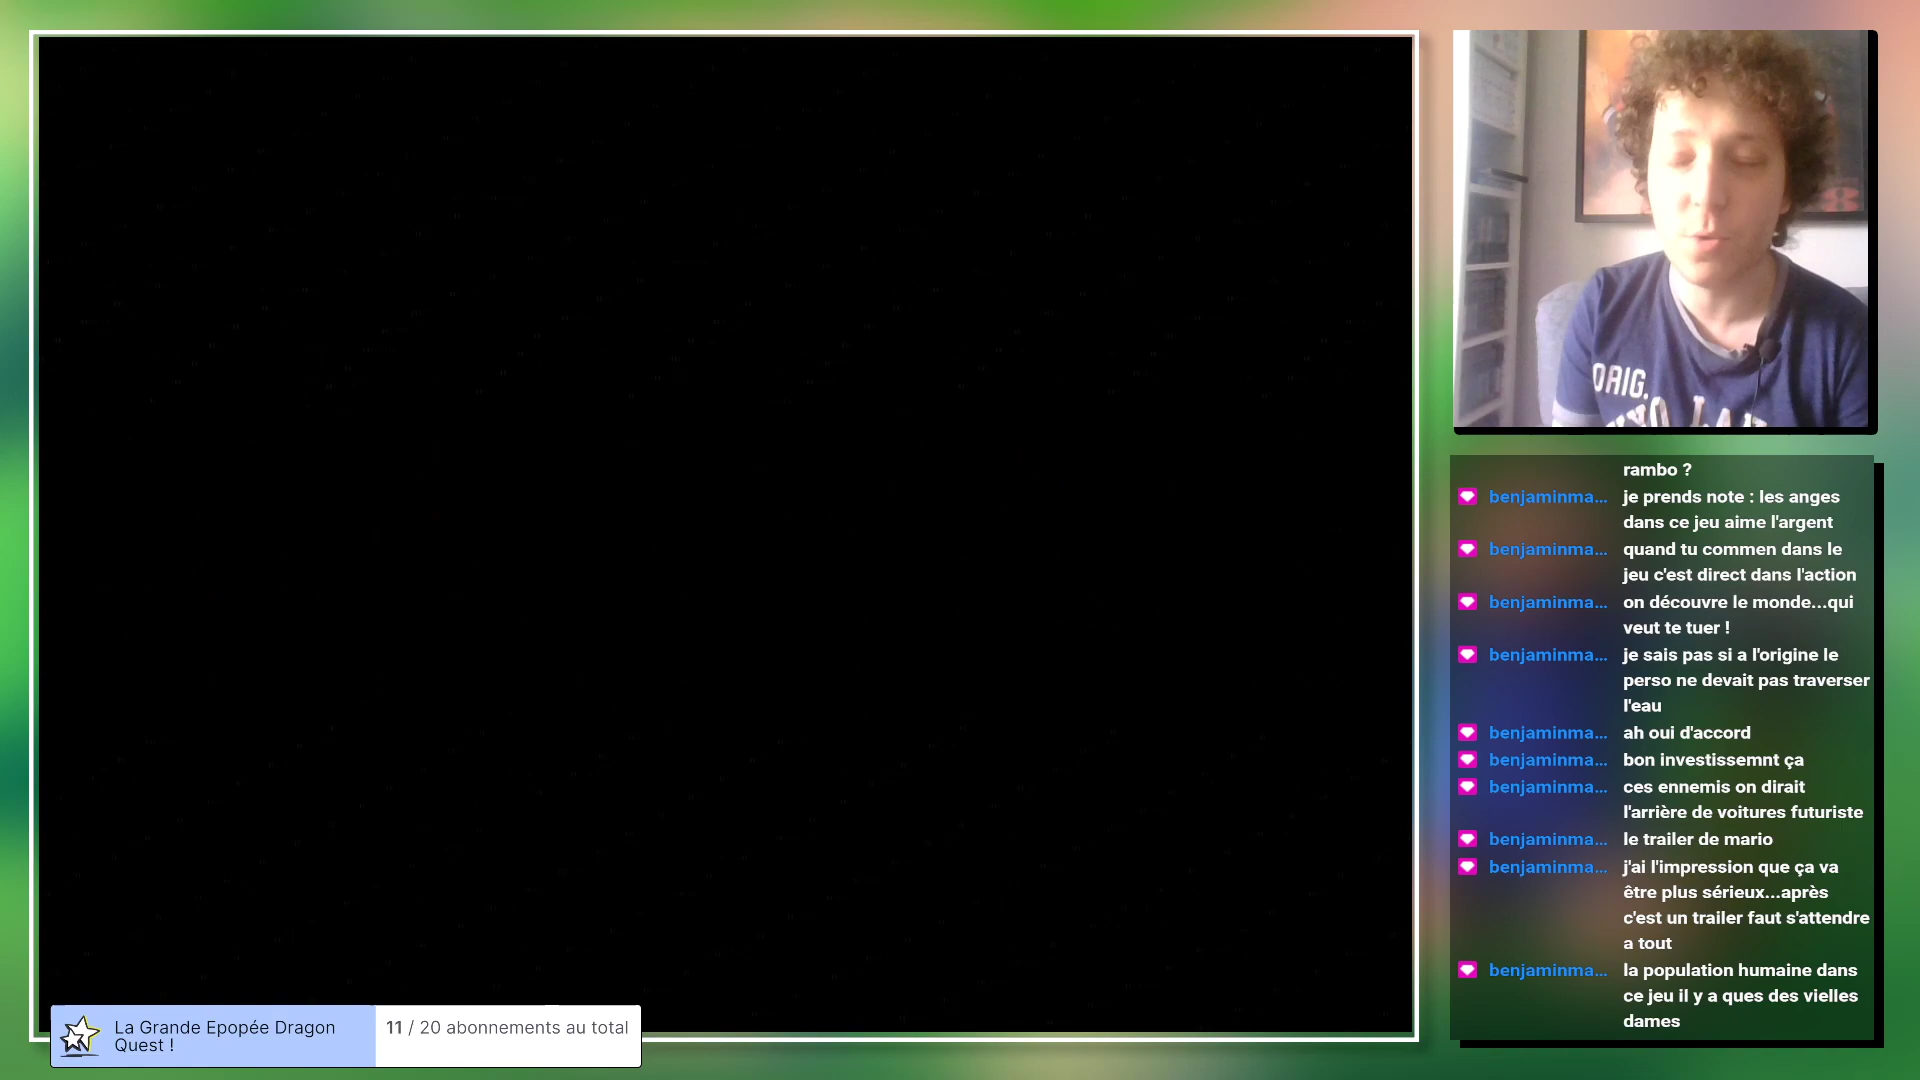 ORIG.
rambo ?
benjaminma... je prends note : les anges
dans ce jeu aime l'argent
benjaminma... quand tu commen dans le
jeu c'est direct dans l'action
benjaminma... on découvre le monde...qui
veut te tuer !
benjaminma... je sais pas si a l'origine le
perso ne devait pas traverser
l'eau
benjaminma... ah oui d'accord
benjaminma... bon investissemnt ça
benjaminma... ces ennemis on dirait
l'arrière de voitures futuriste
benjaminma... le trailer de mario
benjaminma... j'ai l'impression que ça va
être plus sérieux...après
c'est un trailer faut s'attendre
a tout
benjaminma... la population humaine dans
ce jeu il y a ques des vielles
dames
La Grande Epopée Dragon
Quest !
11 / 20 abonnements au total